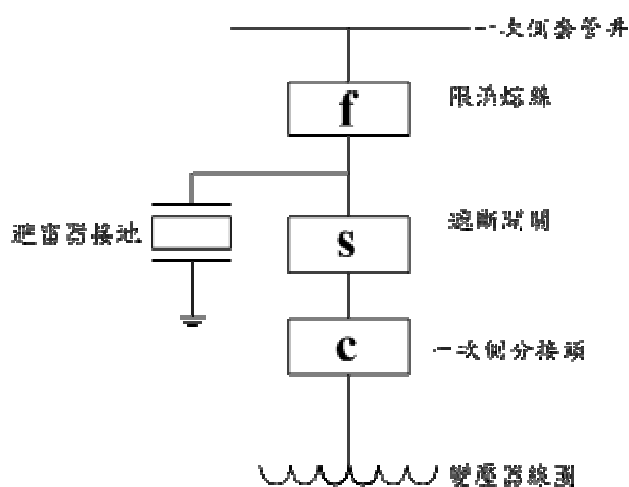 一次側套管井
f
限流熔絲
避雷器接地
s
遮斷開關
c
一次側分接頭
變壓器線圈